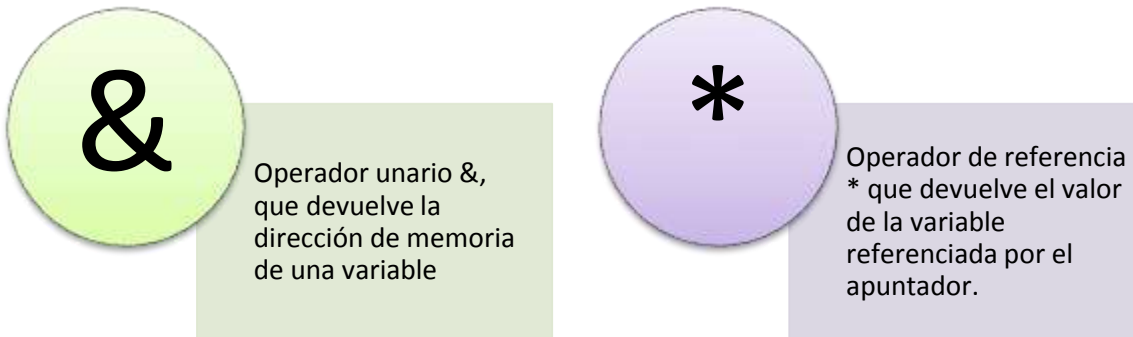 &
Operador unario &,
que devuelve la
dirección de memoria
de una variable
*
Operador de referencia
* que devuelve el valor
de la variable
referenciada por el
apuntador.